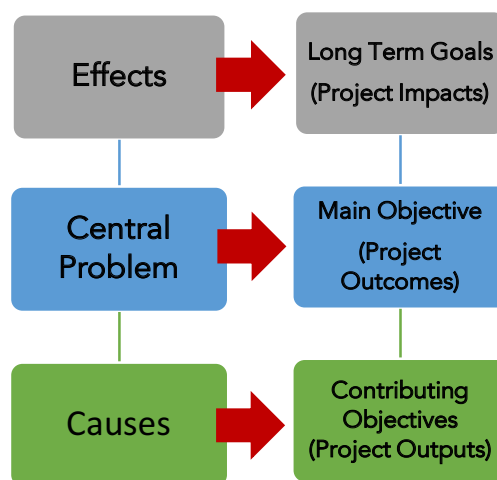 Effects
Long Term Goals
(Project Impacts)
Central
Problem
Main Objective
(Project
Outcomes)
Causes
Contributing
Objectives
(Project Outputs)